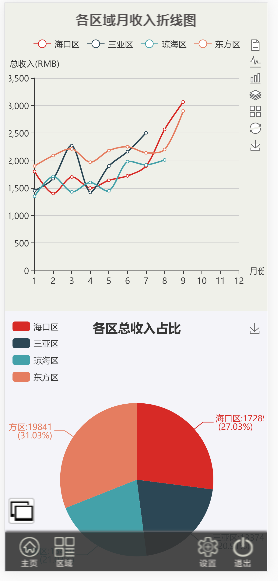 各区域月收入折线图
海口区 三亚区 琼海区 东方区
总收入(RMB)
3,500
3,000
2,500
2,000
1,500
1,000
500
0
1 2 3 4 5 6 7 8 9 10 11 12
月份
各区总收入占比
海口区
三亚区
琼海区
东方区
海口区:1728
(27.03%)
方区:19841
(31.03%)
主页 区域 设置 退出